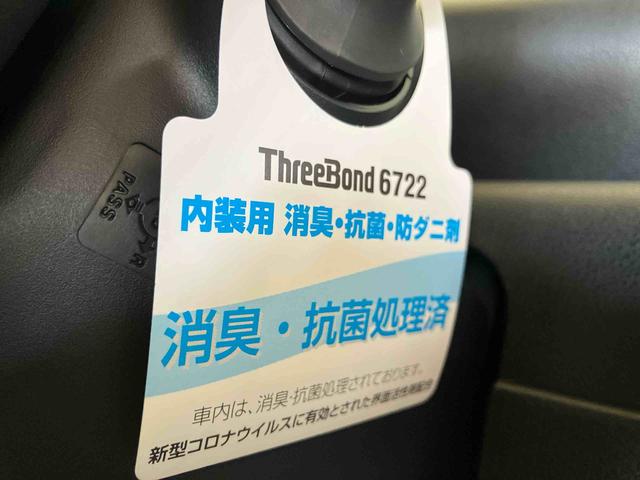 ThreeBond 6722
内装用 消臭・抗菌・防ダニ剤
消臭・抗菌処理済
車内は、消臭・抗菌処理されております。
新型コロナウイルスに有効とされた界面活性剤配合
PASS